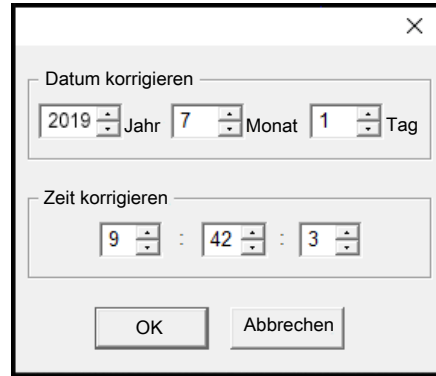 Datum korrigieren
2019 Jahr 7 Monat 1 Tag
Zeit korrigieren
9 : 42 : 3
OK Abbrechen